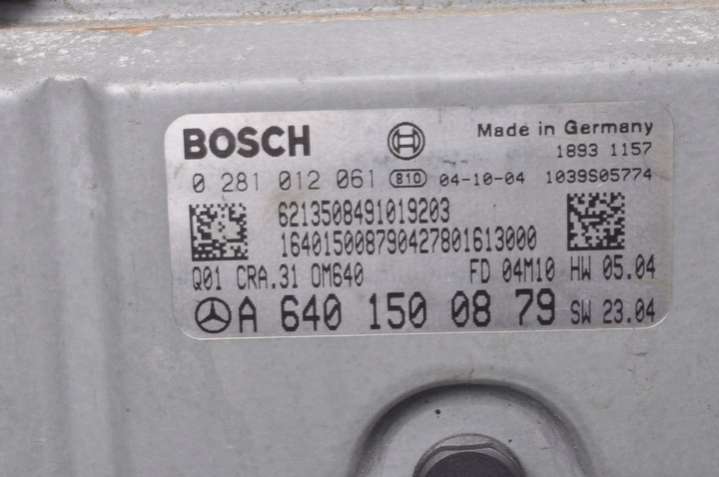 BOSCH Made in Germany
1893 1157
0 281 012 061 810 04-10-04 1039S05774
6213508491019203
164015008790427801613000
Q01 CRA.31 OM640 FD 04M10 HW 05.04
A 640 150 08 79 SW 23.04